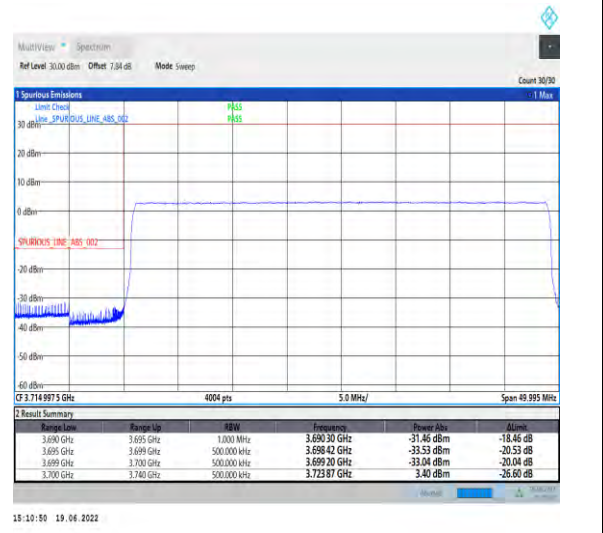 MultiView Spectrum
Ref Level 30.00 dBm Offset 7.84 dB Mode Sweep
Count 30/30
1 Spurious Emissions 1 Max
Limit Check PASS
Line _SPURIOUS_LINE_ABS_002 PASS
30 dBm
20 dBm
10 dBm
0 dBm
SPURIOUS_LINE_ABS_002
-20 dBm
-30 dBm
-40 dBm
-50 dBm
-60 dBm
CF 3.714 997 5 GHz 4004 pts 5.0 MHz/ Span 49.995 MHz
2 Result Summary
Range Low Range Up RBW Frequency Power Abs ΔLimit
3.690 GHz 3.695 GHz 1.000 MHz 3.690 30 GHz -31.46 dBm -18.46 dB
3.695 GHz 3.699 GHz 500.000 kHz 3.698 42 GHz -33.53 dBm -20.53 dB
3.699 GHz 3.700 GHz 500.000 kHz 3.699 20 GHz -33.04 dBm -20.04 dB
3.700 GHz 3.740 GHz 500.000 kHz 3.723 87 GHz 3.40 dBm -26.60 dB
15:10:50 19.06.2022